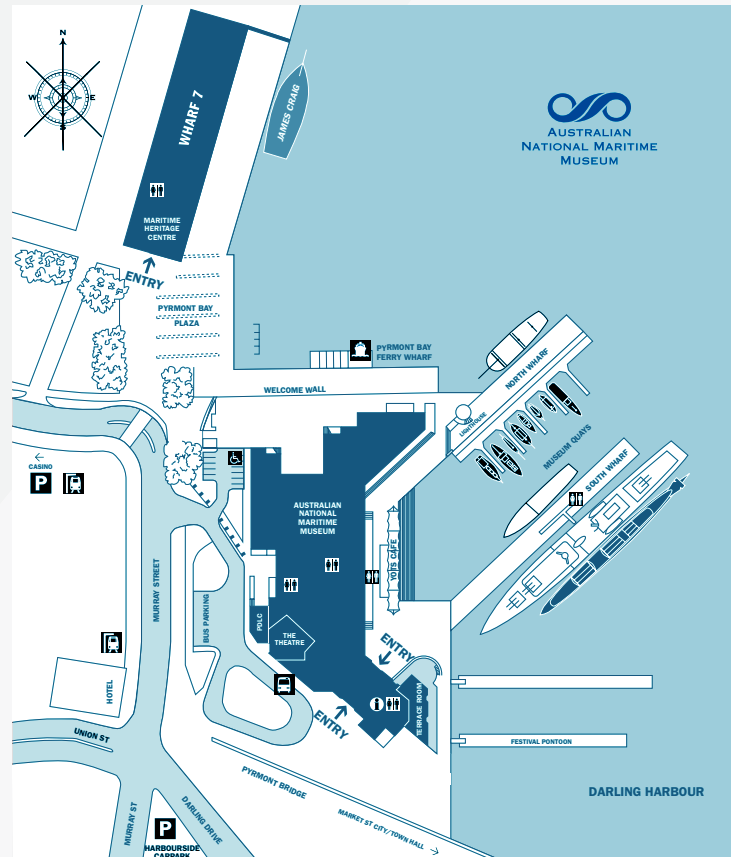 N
W
E
S
WHARF 7
JAMES CRAIG
AUSTRALIAN
NATIONAL MARITIME
MUSEUM
MARITIME
HERITAGE
CENTRE
ENTRY
PYRMONT BAY
PLAZA
PYRMONT BAY
FERRY WHARF
WELCOME WALL
NORTH WHARF
LIGHTHOUSE
MUSEUM QUAYS
SOUTH WHARF
CASINO
P
AUSTRALIAN
NATIONAL
MARITIME
MUSEUM
YOTS CAFE
MURRAY STREET
BUS PARKING
PDLC
THE
THEATRE
ENTRY
HOTEL
i
TERRACE ROOM
ENTRY
UNION ST
FESTIVAL PONTOON
PYRMONT BRIDGE
DARLING HARBOUR
MARKET ST CITY/TOWN HALL
MURRAY ST
DARLING DRIVE
P
HARBOURSIDE
CARPARK